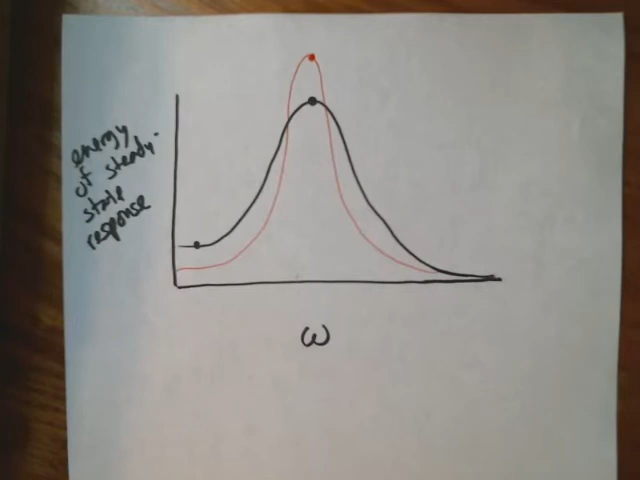 energy
of steady.
state
response
ω